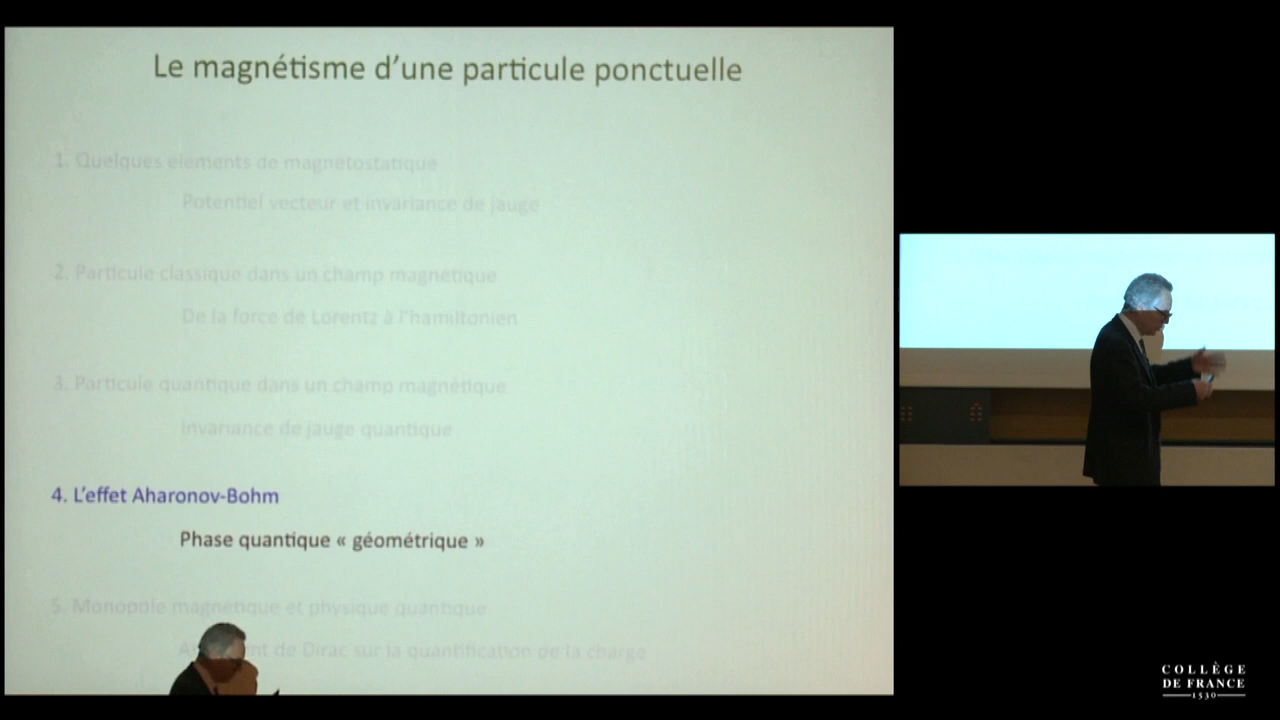 Le magnétisme d'une particule ponctuelle
1. Quelques elements de magnetostatique
Potentiel vecteur et invariance de jauge
2. Particule classique dans un champ magnétique
De la force de Lorentz à l'hamiltonien
3. Particule quantique dans un champ magnétique
Invariance de jauge quantique
4. L'effet Aharonov-Bohm
Phase quantique « géométrique »
5. Monopole magnétique et physique quantique
de Dirac sur la quantification de la charge
COLLÈGE
DE FRANCE
1530